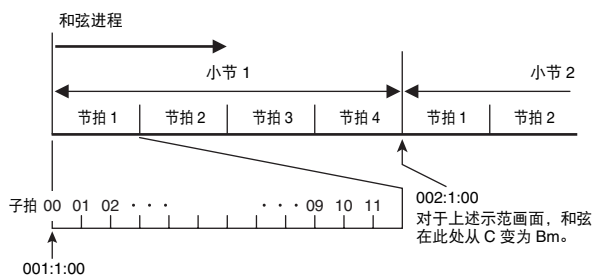 和弦进程
小节 1
小节 2
节拍 1 节拍 2 节拍 3 节拍 4 节拍 1 节拍 2
子拍 00 01 02 · · · · · · 09 10 11
002:1:00
对于上述示范画面，和弦
在此处从 C 变为 Bm。
001:1:00